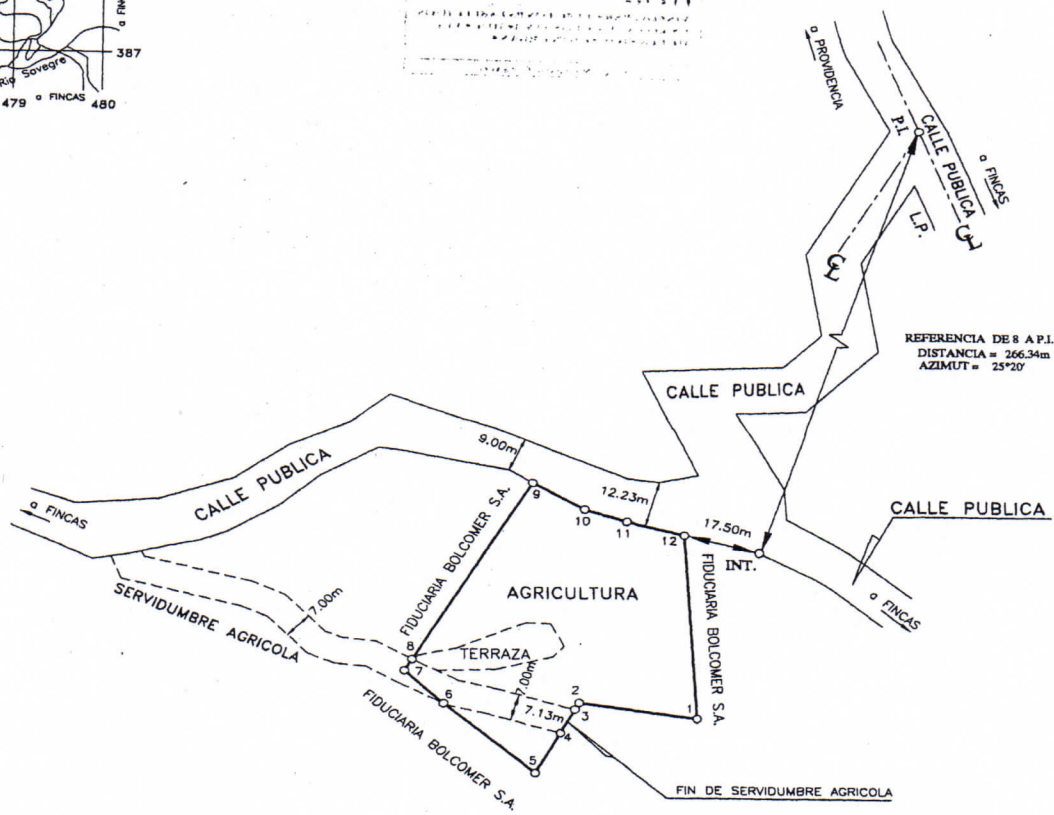 387
Rio Savegre
479
a FINCAS
480
a FIN
a PROVIDENCIA
P.I.
CALLE PUBLICA
a FINCAS
L.P.
CL
CL
REFERENCIA DE 8 A P.I.
DISTANCIA = 266.34m
AZIMUT = 25°20'
CALLE PUBLICA
9.00m
CALLE PUBLICA
a FINCAS
12.23m
9
10
11
12
17.50m
INT.
CALLE PUBLICA
a FINCAS
FIDUCIARIA BOLCOMER S.A.
FIDUCIARIA BOLCOMER S.A.
AGRICULTURA
SERVIDUMBRE AGRICOLA
7.00m
8
7
TERRAZA
7.00m
6
7.13m
2
3
1
4
5
FIDUCIARIA BOLCOMER S.A.
FIN DE SERVIDUMBRE AGRICOLA